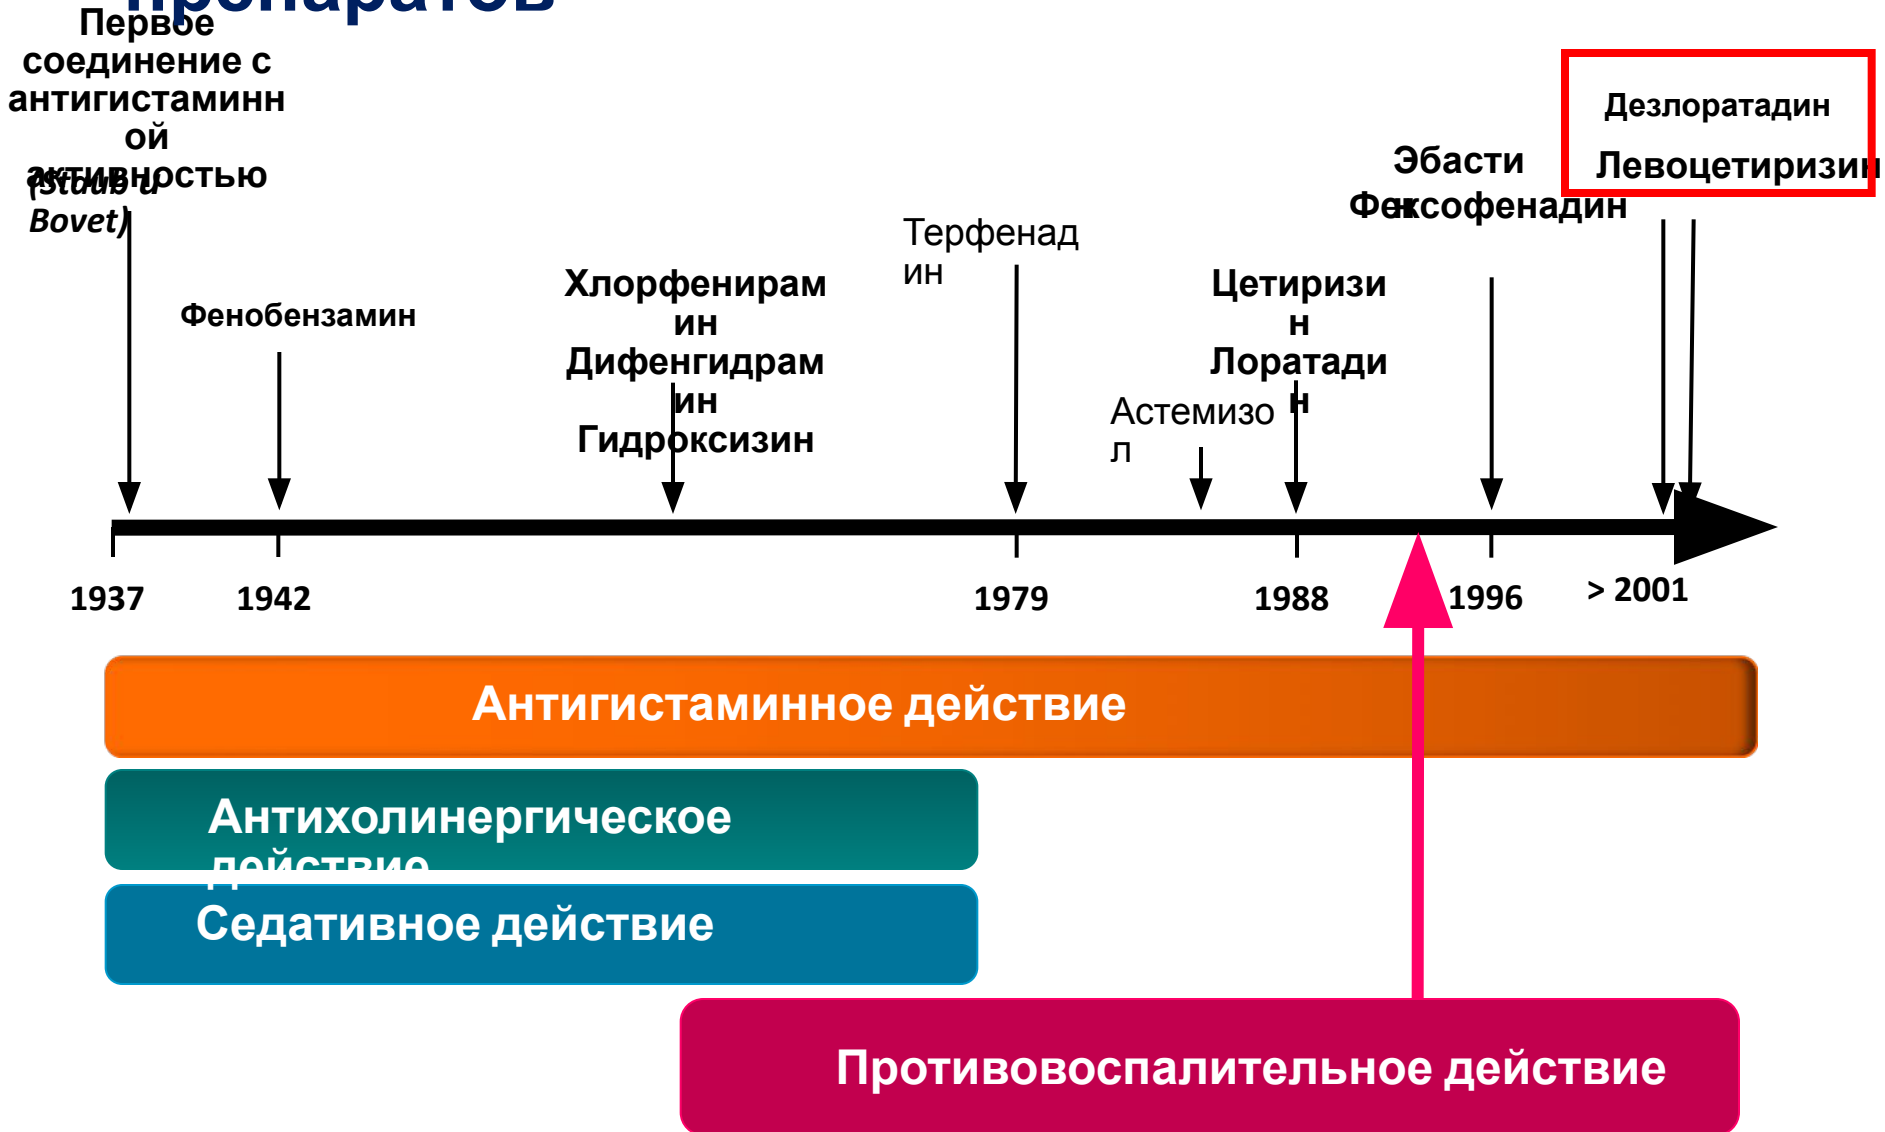 препаратов
Первое
соединение с
антигистаминн
ой
активностью
(Staub и
Bovet)
Фенобензамин
Хлорфенирам
ин
Дифенгидрам
ин
Гидроксизин
Терфенад
ин
Астемизо
л
Цетиризи
н
Лоратади
н
Эбасти
н
Фексофенадин
Дезлоратадин
Левоцетиризин
1937
1942
1979
1988
1996
> 2001
Антигистаминное действие
Антихолинергическое
действие
Седативное действие
Противовоспалительное действие